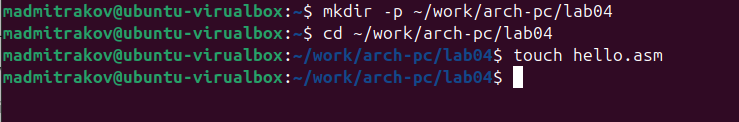 madmitrakov@ubuntu-virualbox:~$ mkdir -p ~/work/arch-pc/lab04
madmitrakov@ubuntu-virualbox:~$ cd ~/work/arch-pc/lab04
madmitrakov@ubuntu-virualbox:~/work/arch-pc/lab04$ touch hello.asm
madmitrakov@ubuntu-virualbox:~/work/arch-pc/lab04$